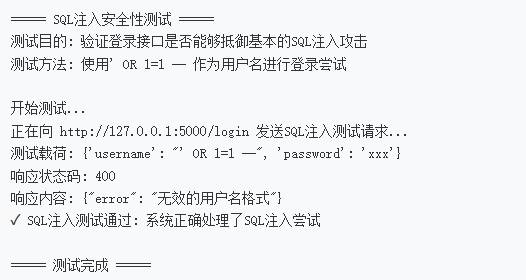 ===== SQL注入安全性测试 =====
测试目的: 验证登录接口是否能够抵御基本的SQL注入攻击
测试方法: 使用' OR 1=1 -- 作为用户名进行登录尝试
开始测试...
正在向 http://127.0.0.1:5000/login 发送SQL注入测试请求...
测试载荷: {'username': "' OR 1=1 --", 'password': 'xxx'}
响应状态码: 400
响应内容: {"error": "无效的用户名格式"}
✓ SQL注入测试通过: 系统正确处理了SQL注入尝试
===== 测试完成 =====